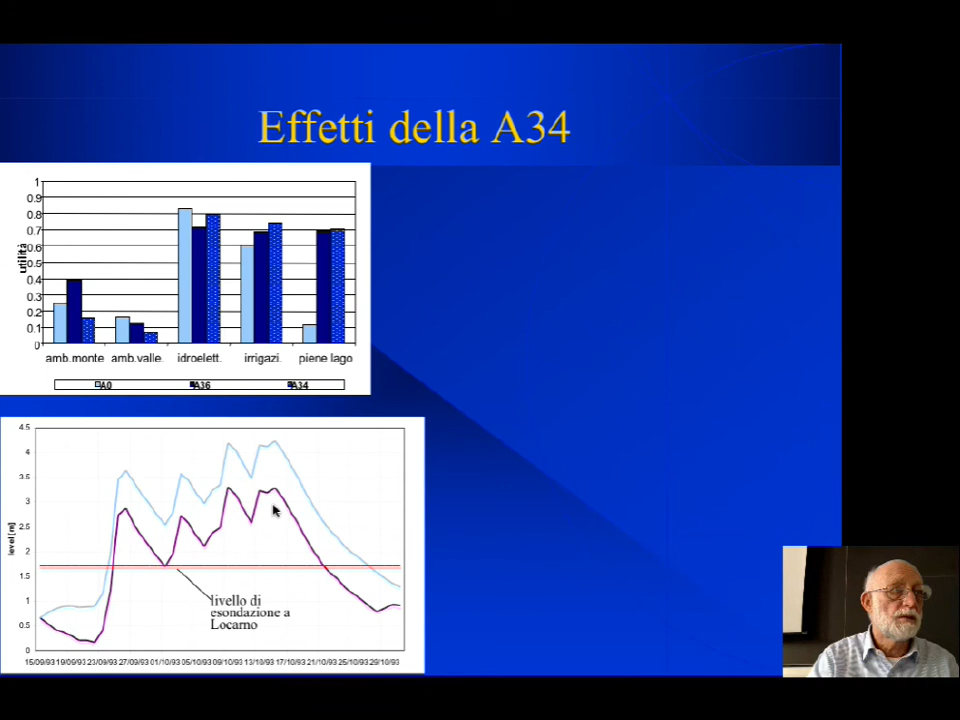 Effetti della A34
1
0.9
0.8
0.7
0.6
0.5
0.4
0.3
0.2
0.1
0
utilità
amb.monte amb.valle. idroelett. irrigazi. piene lago
A0 A36 A34
4.5
4
3.5
3
2.5
2
1.5
1
0.5
0
level [m]
livello di
esondazione a
Locarno
15/09/93 19/09/93 23/09/93 27/09/93 01/10/93 05/10/93 09/10/93 13/10/93 17/10/93 21/10/93 25/10/93 29/10/93